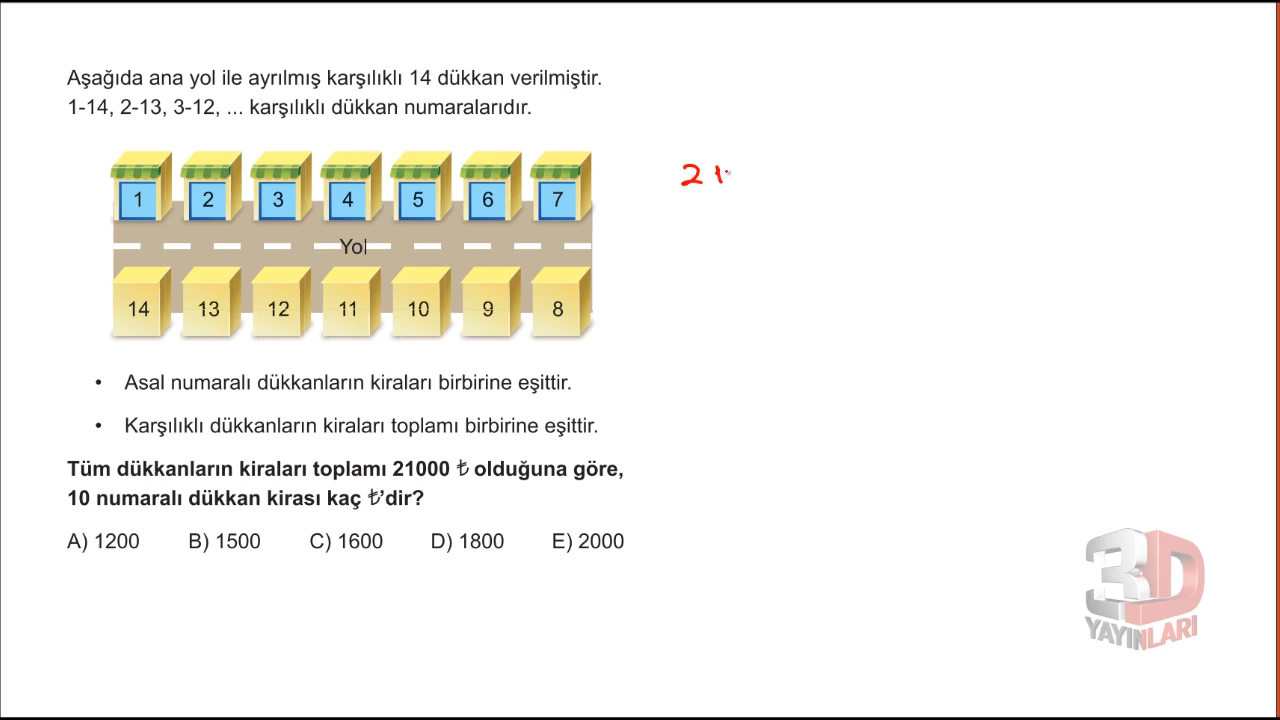 Aşağıda ana yol ile ayrılmış karşılıklı 14 dükkan verilmiştir.
1-14, 2-13, 3-12, ... karşılıklı dükkan numaralarıdır.
1 2 3 4 5 6 7
Yol
14 13 12 11 10 9 8
• Asal numaralı dükkanların kiraları birbirine eşittir.
• Karşılıklı dükkanların kiraları toplamı birbirine eşittir.
Tüm dükkanların kiraları toplamı 21000 ₺ olduğuna göre,
10 numaralı dükkan kirası kaç ₺'dir?
A) 1200 B) 1500 C) 1600 D) 1800 E) 2000
2
3D
YAYINLARI